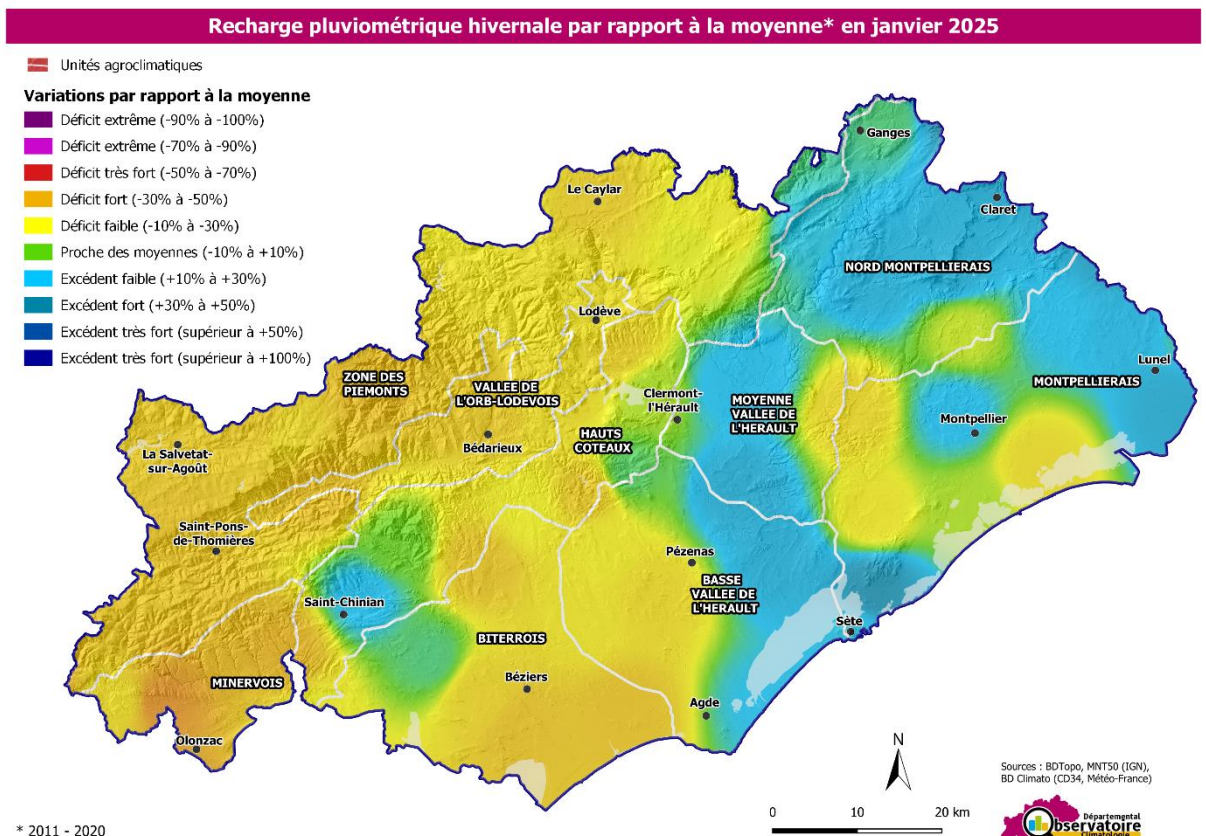 Recharge pluviométrique hivernale par rapport à la moyenne* en janvier 2025
Unités agroclimatiques
Variations par rapport à la moyenne
Déficit extrême (-90% à -100%)
Déficit extrême (-70% à -90%)
Déficit très fort (-50% à -70%)
Déficit fort (-30% à -50%)
Déficit faible (-10% à -30%)
Proche des moyennes (-10% à +10%)
Excédent faible (+10% à +30%)
Excédent fort (+30% à +50%)
Excédent très fort (supérieur à +50%)
Excédent très fort (supérieur à +100%)
Ganges
Le Caylar
Claret
NORD MONTPELLIERAIS
Lodève
Lunel
ZONE DES
PIEMONTS
VALLEE DE
L'ORB-LODEVOIS
MONTPELLIERAIS
Clermont-
l'Hérault
MOYENNE
VALLEE DE
L'HERAULT
Montpellier
HAUTS
COTEAUX
La Salvetat-
sur-Agoût
Bédarieux
Saint-Pons-
de-Thomières
Pézenas
BASSE
VALLEE DE
L'HERAULT
Saint-Chinian
Sète
BITERROIS
MINERVOIS
Béziers
Agde
Olonzac
N
0 10 20 km
Sources : BDTopo, MNT50 (IGN),
BD Climato (CD34, Météo-France)
Départemental
Observatoire
Climatologie
* 2011 - 2020